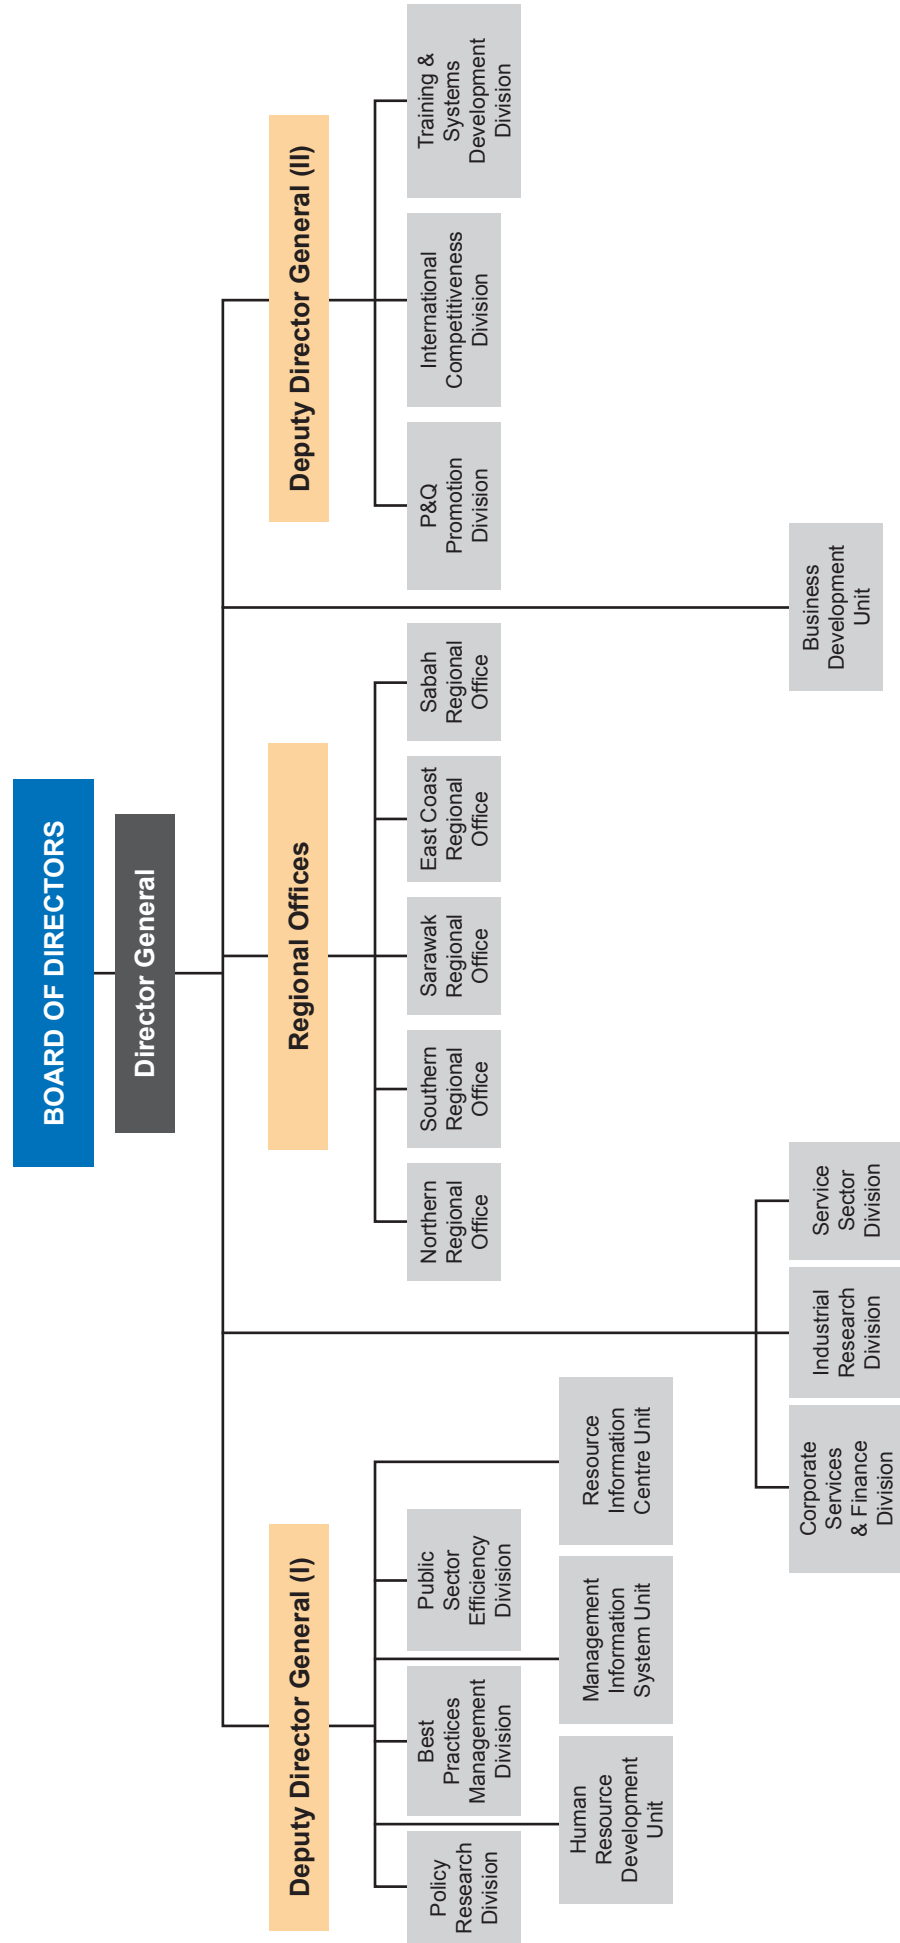 BOARD OF DIRECTORS
Director General
Deputy Director General (I)
Regional Offices
Deputy Director General (II)
Policy
Research
Division
Best
Practices
Management
Division
Public
Sector
Efficiency
Division
Northern
Regional
Office
Southern
Regional
Office
Sarawak
Regional
Office
East Coast
Regional
Office
Sabah
Regional
Office
P&Q
Promotion
Division
International
Competitiveness
Division
Training &
Systems
Development
Division
Human
Resource
Development
Unit
Management
Information
System Unit
Resource
Information
Centre Unit
Corporate
Services
& Finance
Division
Industrial
Research
Division
Service
Sector
Division
Business
Development
Unit